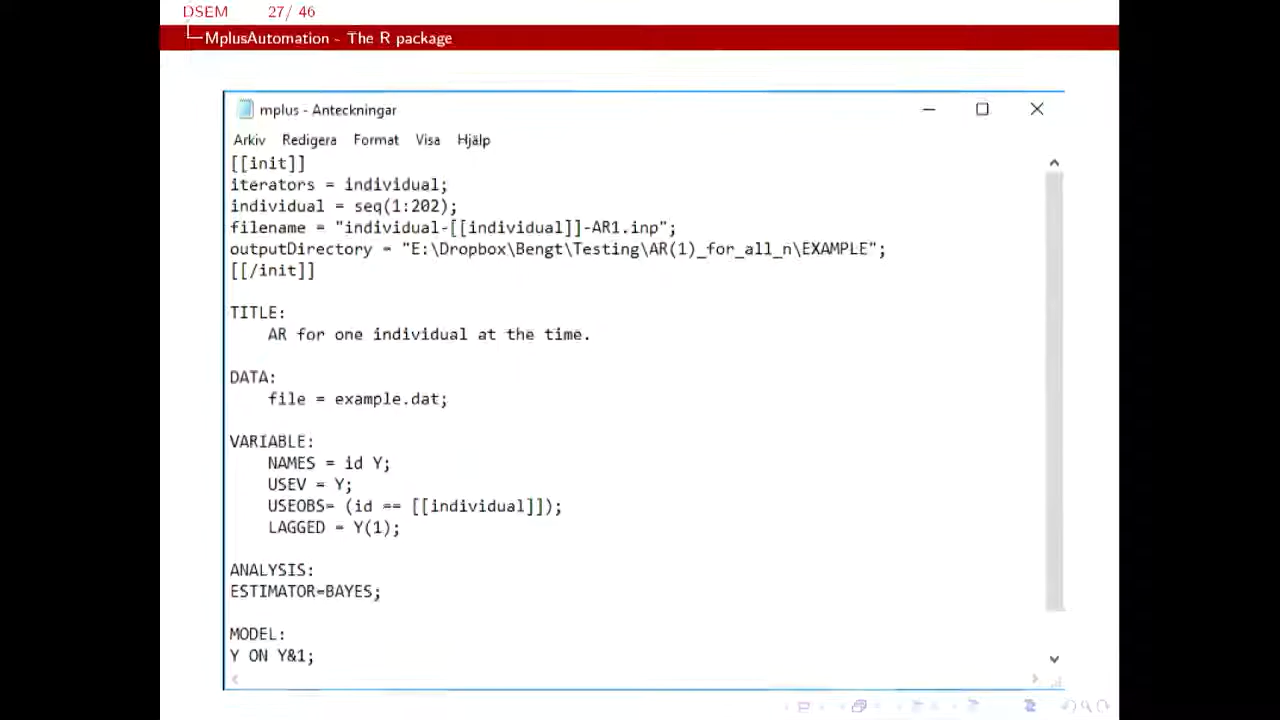 DSEM 27/ 46
MplusAutomation - The R package
mplus - Anteckningar
Arkiv Redigera Format Visa Hjälp
[[init]]
iterators = individual;
individual = seq(1:202);
filename = "individual-[[individual]]-AR1.inp";
outputDirectory = "E:\Dropbox\Bengt\Testing\AR(1)_for_all_n\EXAMPLE";
[[/init]]
TITLE:
AR for one individual at the time.
DATA:
file = example.dat;
VARIABLE:
NAMES = id Y;
USEV = Y;
USEOBS= (id == [[individual]]);
LAGGED = Y(1);
ANALYSIS:
ESTIMATOR=BAYES;
MODEL:
Y ON Y&1;